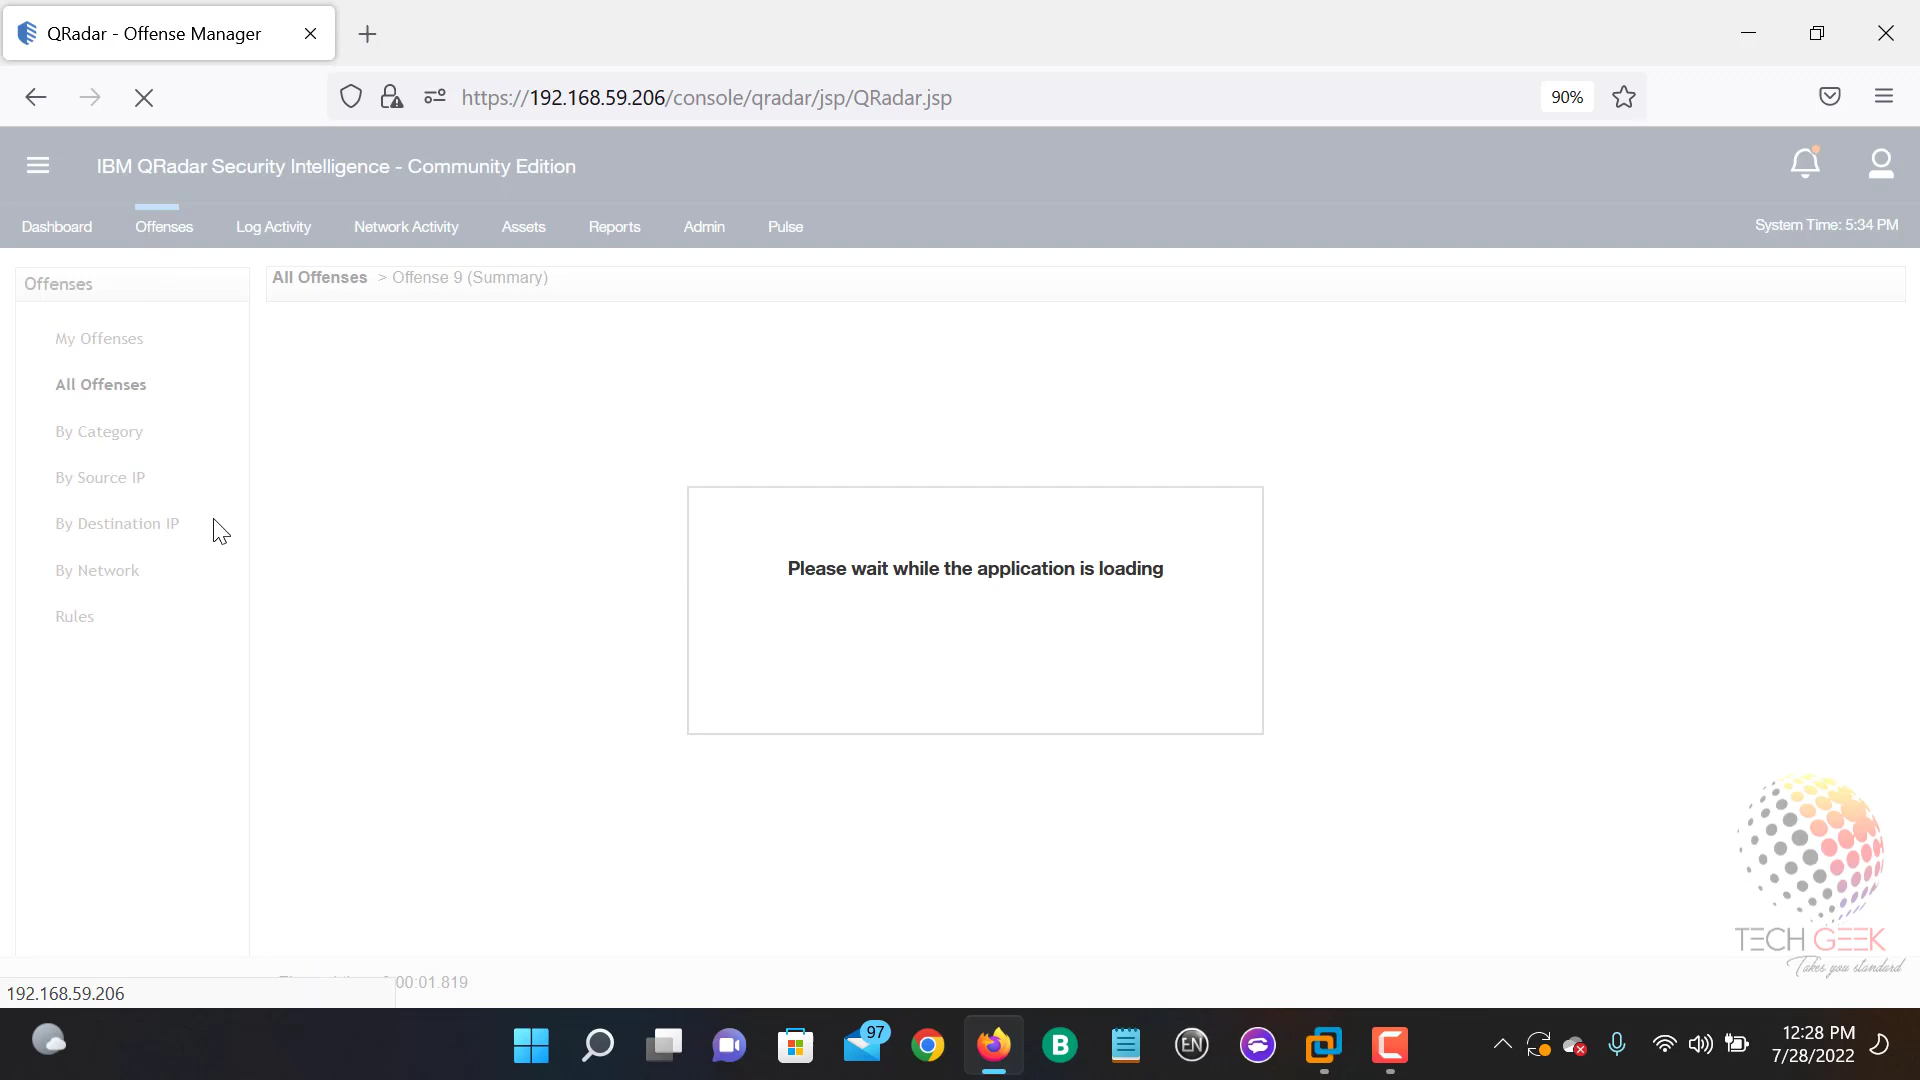 QRadar - Offense Manager
https://192.168.59.206/console/qradar/jsp/QRadar.jsp
90%
IBM QRadar Security Intelligence - Community Edition
Dashboard Offenses Log Activity Network Activity Assets Reports Admin Pulse
System Time: 5:34 PM
Offenses
All Offenses > Offense 9 (Summary)
My Offenses
All Offenses
By Category
By Source IP
By Destination IP
By Network
Rules
Please wait while the application is loading
TECH GEEK
Takes you standard
00:01.819
192.168.59.206
97
B
EN
12:28 PM
7/28/2022